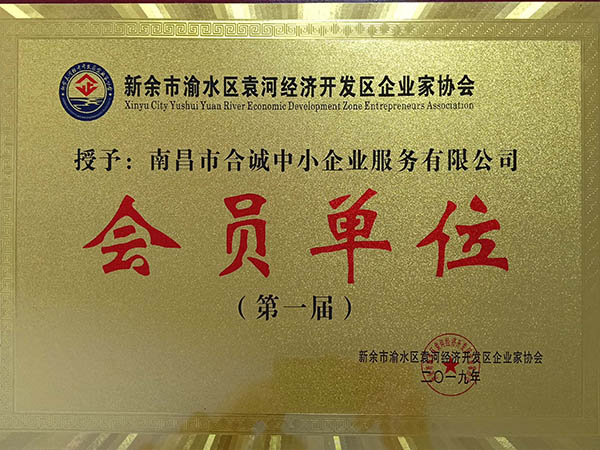 新余市渝水区袁河经济开发区企业家协会
Xinyu City Yushui Yuan River Economic Development Zone Entrepreneurs Association
授予：南昌市合诚中小企业服务有限公司
会员单位
（第一届）
新余市渝水区袁河经济开发区企业家协会
二〇一九年